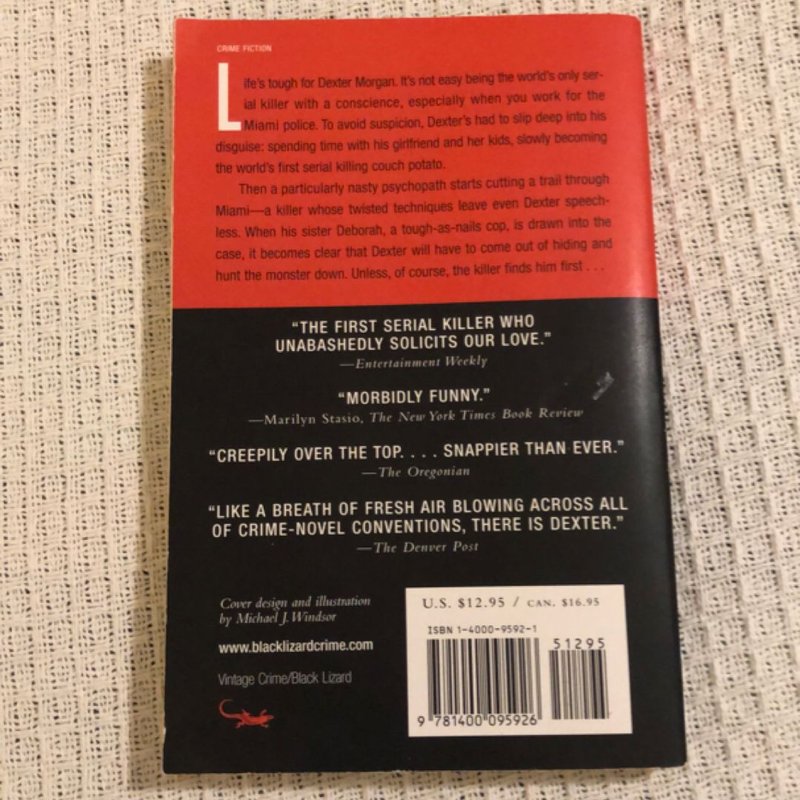 CRIME FICTION
Life's tough for Dexter Morgan. It's not easy being the world's only ser-
ial killer with a conscience, especially when you work for the
Miami police. To avoid suspicion, Dexter's had to slip deep into his
disguise: spending time with his girlfriend and her kids, slowly becoming
the world's first serial killing couch potato.
Then a particularly nasty psychopath starts cutting a trail through
Miami—a killer whose twisted techniques leave even Dexter speech-
less. When his sister Deborah, a tough-as-nails cop, is drawn into the
case, it becomes clear that Dexter will have to come out of hiding and
hunt the monster down. Unless, of course, the killer finds him first . . .
“THE FIRST SERIAL KILLER WHO
UNABASHEDLY SOLICITS OUR LOVE.”
—Entertainment Weekly
“MORBIDLY FUNNY.”
—Marilyn Stasio, The New York Times Book Review
“CREEPILY OVER THE TOP. . . . SNAPPIER THAN EVER.”
—The Oregonian
“LIKE A BREATH OF FRESH AIR BLOWING ACROSS ALL
OF CRIME-NOVEL CONVENTIONS, THERE IS DEXTER.”
—The Denver Post
Cover design and illustration
by Michael J. Windsor
www.blacklizardcrime.com
Vintage Crime/Black Lizard
U.S. $12.95 / CAN. $16.95
ISBN 1-4000-9592-1
51295
9 781400 095926